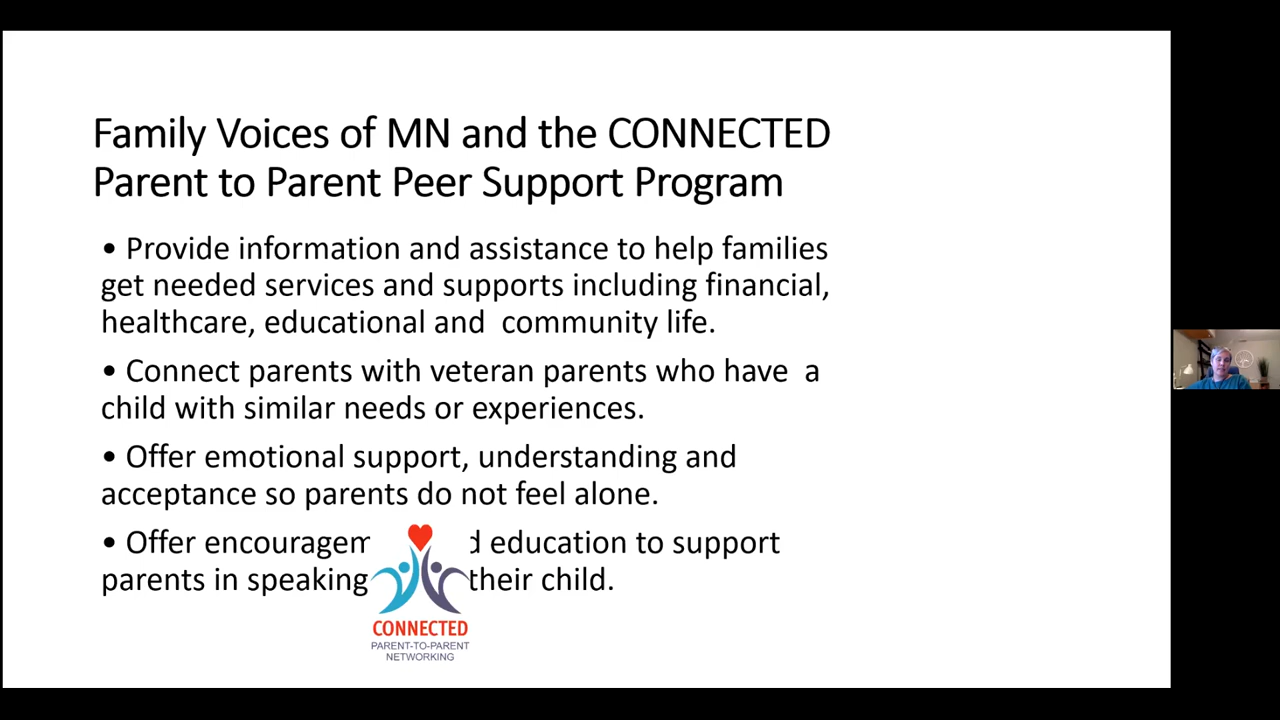 Family Voices of MN and the CONNECTED
Parent to Parent Peer Support Program
• Provide information and assistance to help families
get needed services and supports including financial,
healthcare, educational and community life.
• Connect parents with veteran parents who have a
child with similar needs or experiences.
• Offer emotional support, understanding and
acceptance so parents do not feel alone.
• Offer education to support
parents in speaking their child.
CONNECTED
PARENT-TO-PARENT
NETWORKING